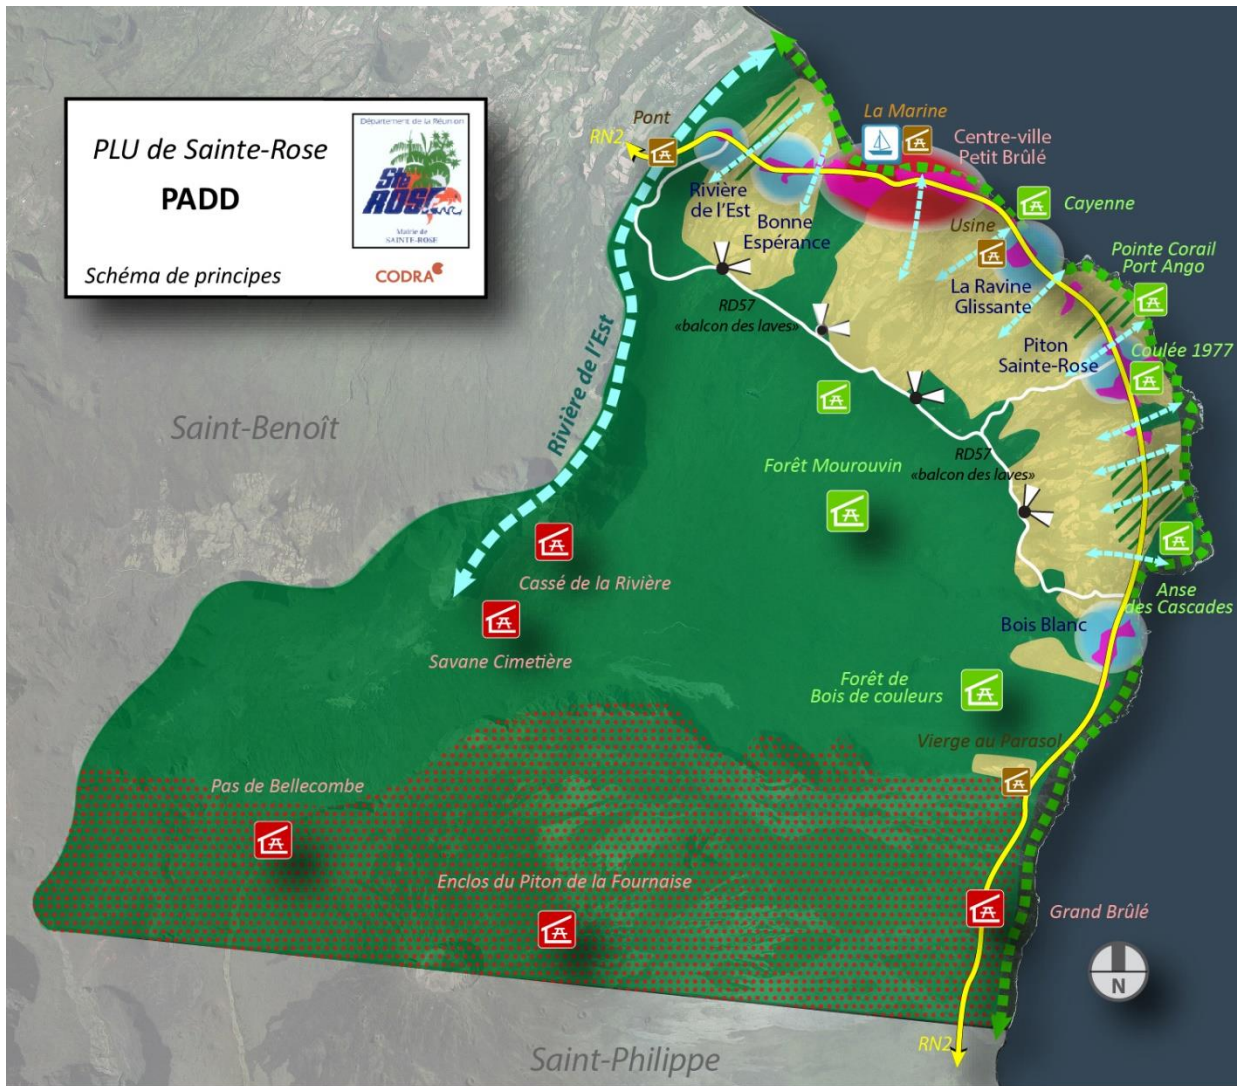 PLU de Sainte-Rose
PADD
Schéma de principes
Département de la Réunion
Ste
ROSE
Mairie de
SAINTE-ROSE
CODRA
Pont
RN2
La Marine
Centre-ville
Petit Brûlé
Cayenne
Rivière
de l'Est
Bonne
Espérance
Usine
Pointe Corail
Port Ango
La Ravine
Glissante
RD57
«balcon des laves»
Piton
Sainte-Rose
Coulée 1977
Rivière de l'Est
Saint-Benoît
RD57
«balcon des laves»
Forêt Mourouvin
Cassé de la Rivière
Anse
des Cascades
Bois Blanc
Savane Cimetière
Forêt de
Bois de couleurs
Vierge au Parasol
Pas de Bellecombe
Enclos du Piton de la Fournaise
Grand Brûlé
N
RN2
Saint-Philippe